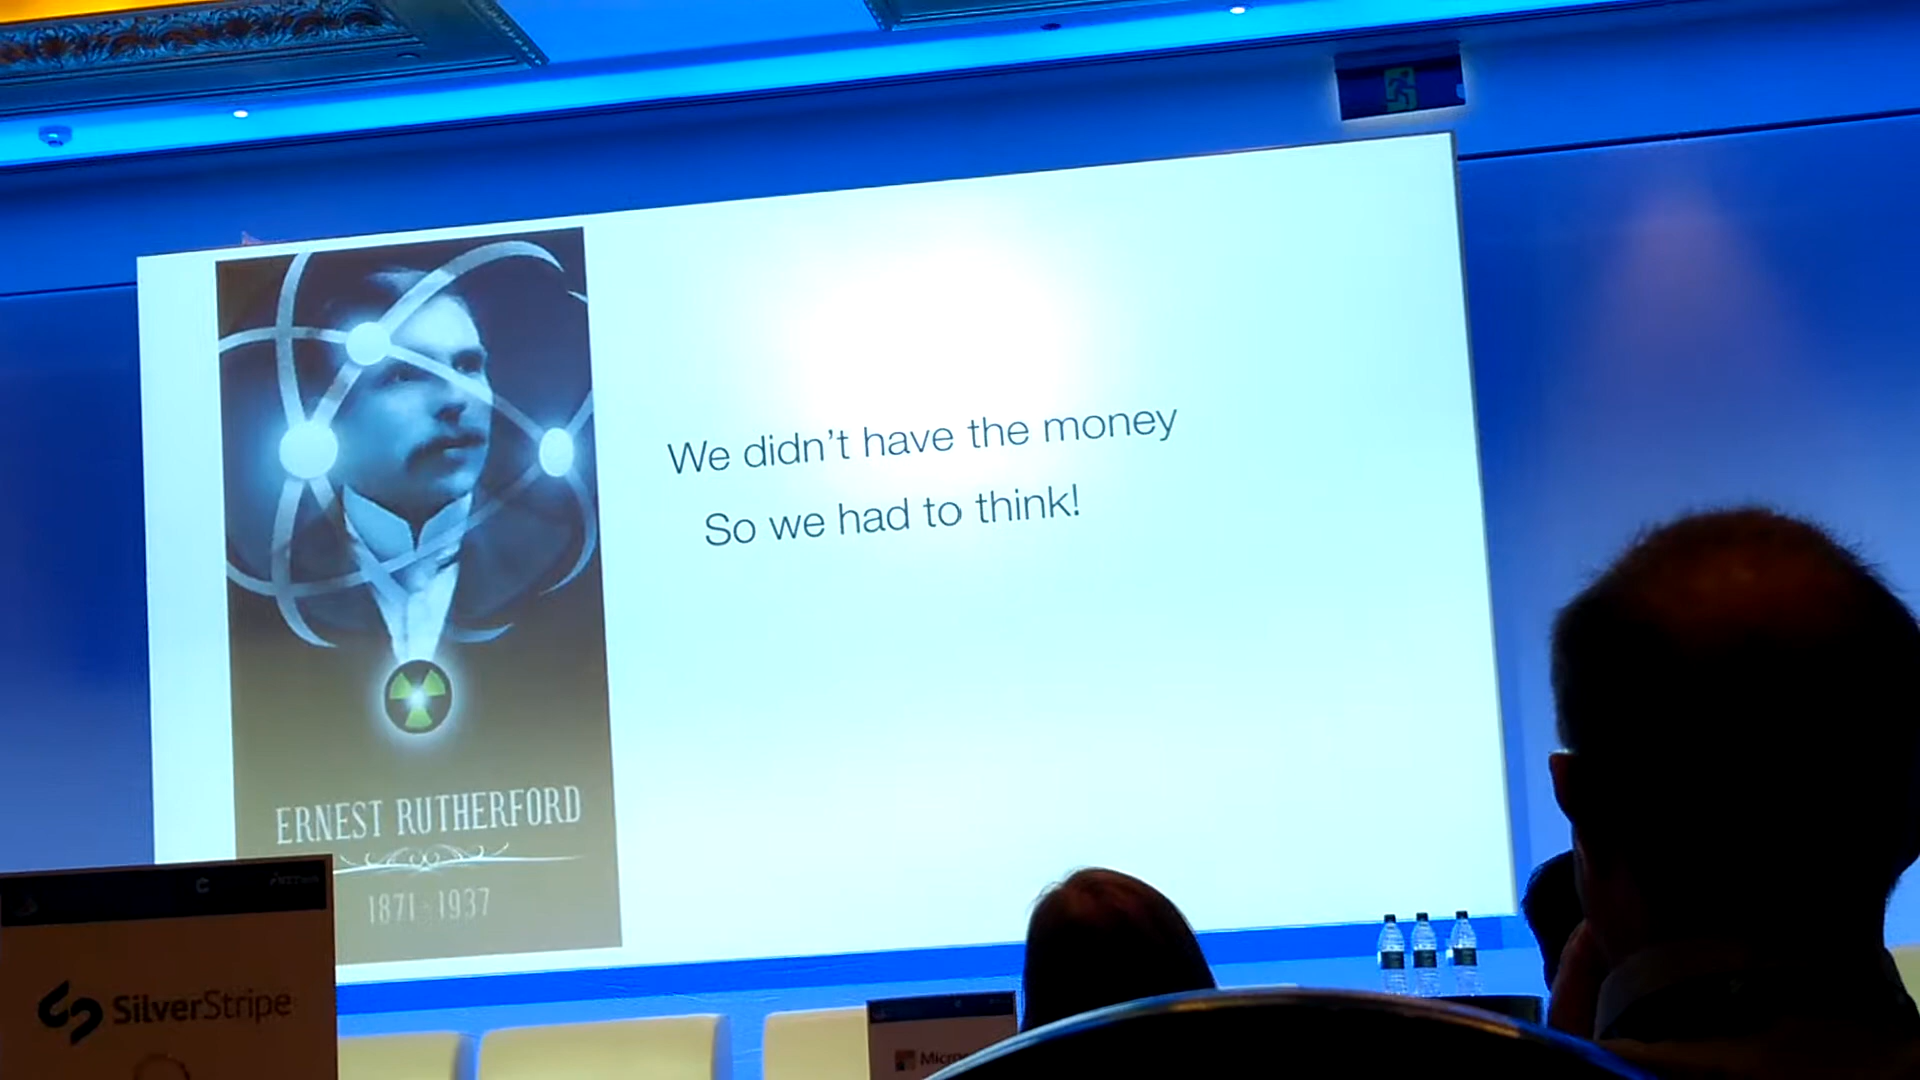 We didn't have the money
So we had to think!
ERNEST RUTHERFORD
1871 - 1937
SilverStripe